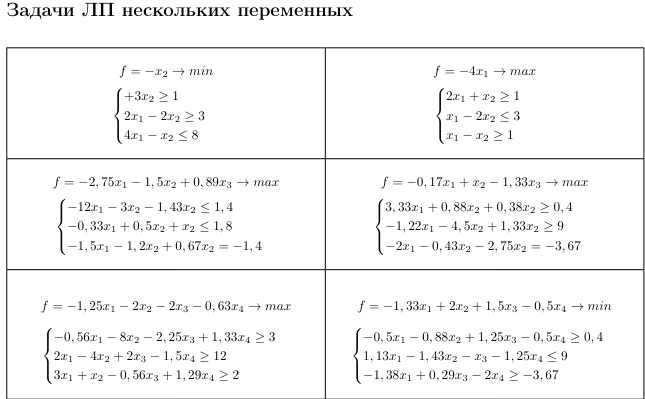 Задачи ЛП нескольких переменных
f = −x₂ → min
+3x₂ ≥ 1
2x₁ − 2x₂ ≥ 3
4x₁ − x₂ ≤ 8
f = −4x₁ → max
2x₁ + x₂ ≥ 1
x₁ − 2x₂ ≤ 3
x₁ − x₂ ≥ 1
f = −2,75x₁ − 1,5x₂ + 0,89x₃ → max
−12x₁ − 3x₂ − 1,43x₂ ≤ 1,4
−0,33x₁ + 0,5x₂ + x₂ ≤ 1,8
−1,5x₁ − 1,2x₂ + 0,67x₂ = −1,4
f = −0,17x₁ + x₂ − 1,33x₃ → max
3,33x₁ + 0,88x₂ + 0,38x₂ ≥ 0,4
−1,22x₁ − 4,5x₂ + 1,33x₂ ≥ 9
−2x₁ − 0,43x₂ − 2,75x₂ = −3,67
f = −1,25x₁ − 2x₂ − 2x₃ − 0,63x₄ → max
−0,56x₁ − 8x₂ − 2,25x₃ + 1,33x₄ ≥ 3
2x₁ − 4x₂ + 2x₃ − 1,5x₄ ≥ 12
3x₁ + x₂ − 0,56x₃ + 1,29x₄ ≥ 2
f = −1,33x₁ + 2x₂ + 1,5x₃ − 0,5x₄ → min
−0,5x₁ − 0,88x₂ + 1,25x₃ − 0,5x₄ ≥ 0,4
1,13x₁ − 1,43x₂ − x₃ − 1,25x₄ ≤ 9
−1,38x₁ + 0,29x₃ − 2x₄ ≥ −3,67